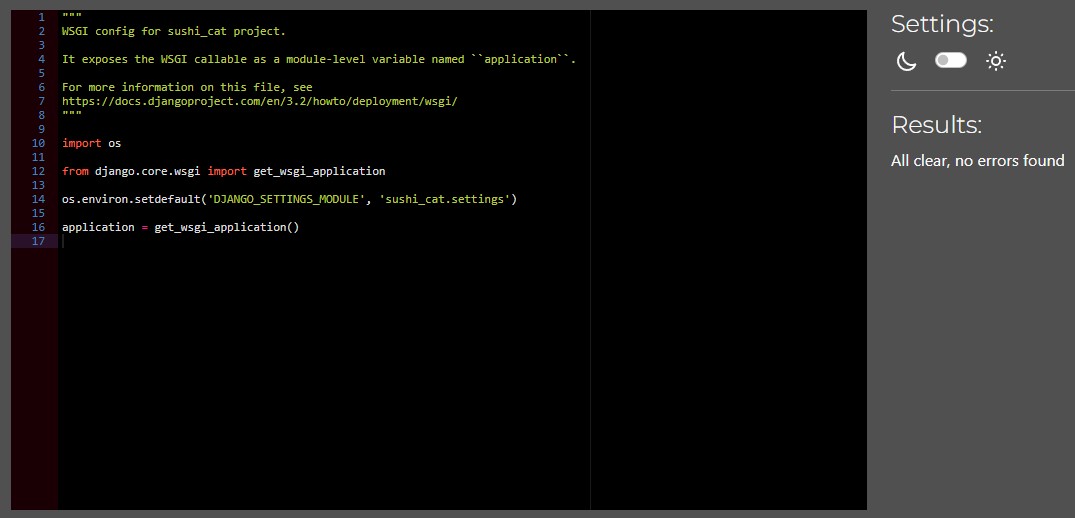 1 """
2 WSGI config for sushi_cat project.
3
4 It exposes the WSGI callable as a module-level variable named ``application``.
5
6 For more information on this file, see
7 https://docs.djangoproject.com/en/3.2/howto/deployment/wsgi/
8 """
9
10 import os
11
12 from django.core.wsgi import get_wsgi_application
13
14 os.environ.setdefault('DJANGO_SETTINGS_MODULE', 'sushi_cat.settings')
15
16 application = get_wsgi_application()
17
Settings:
Results:
All clear, no errors found